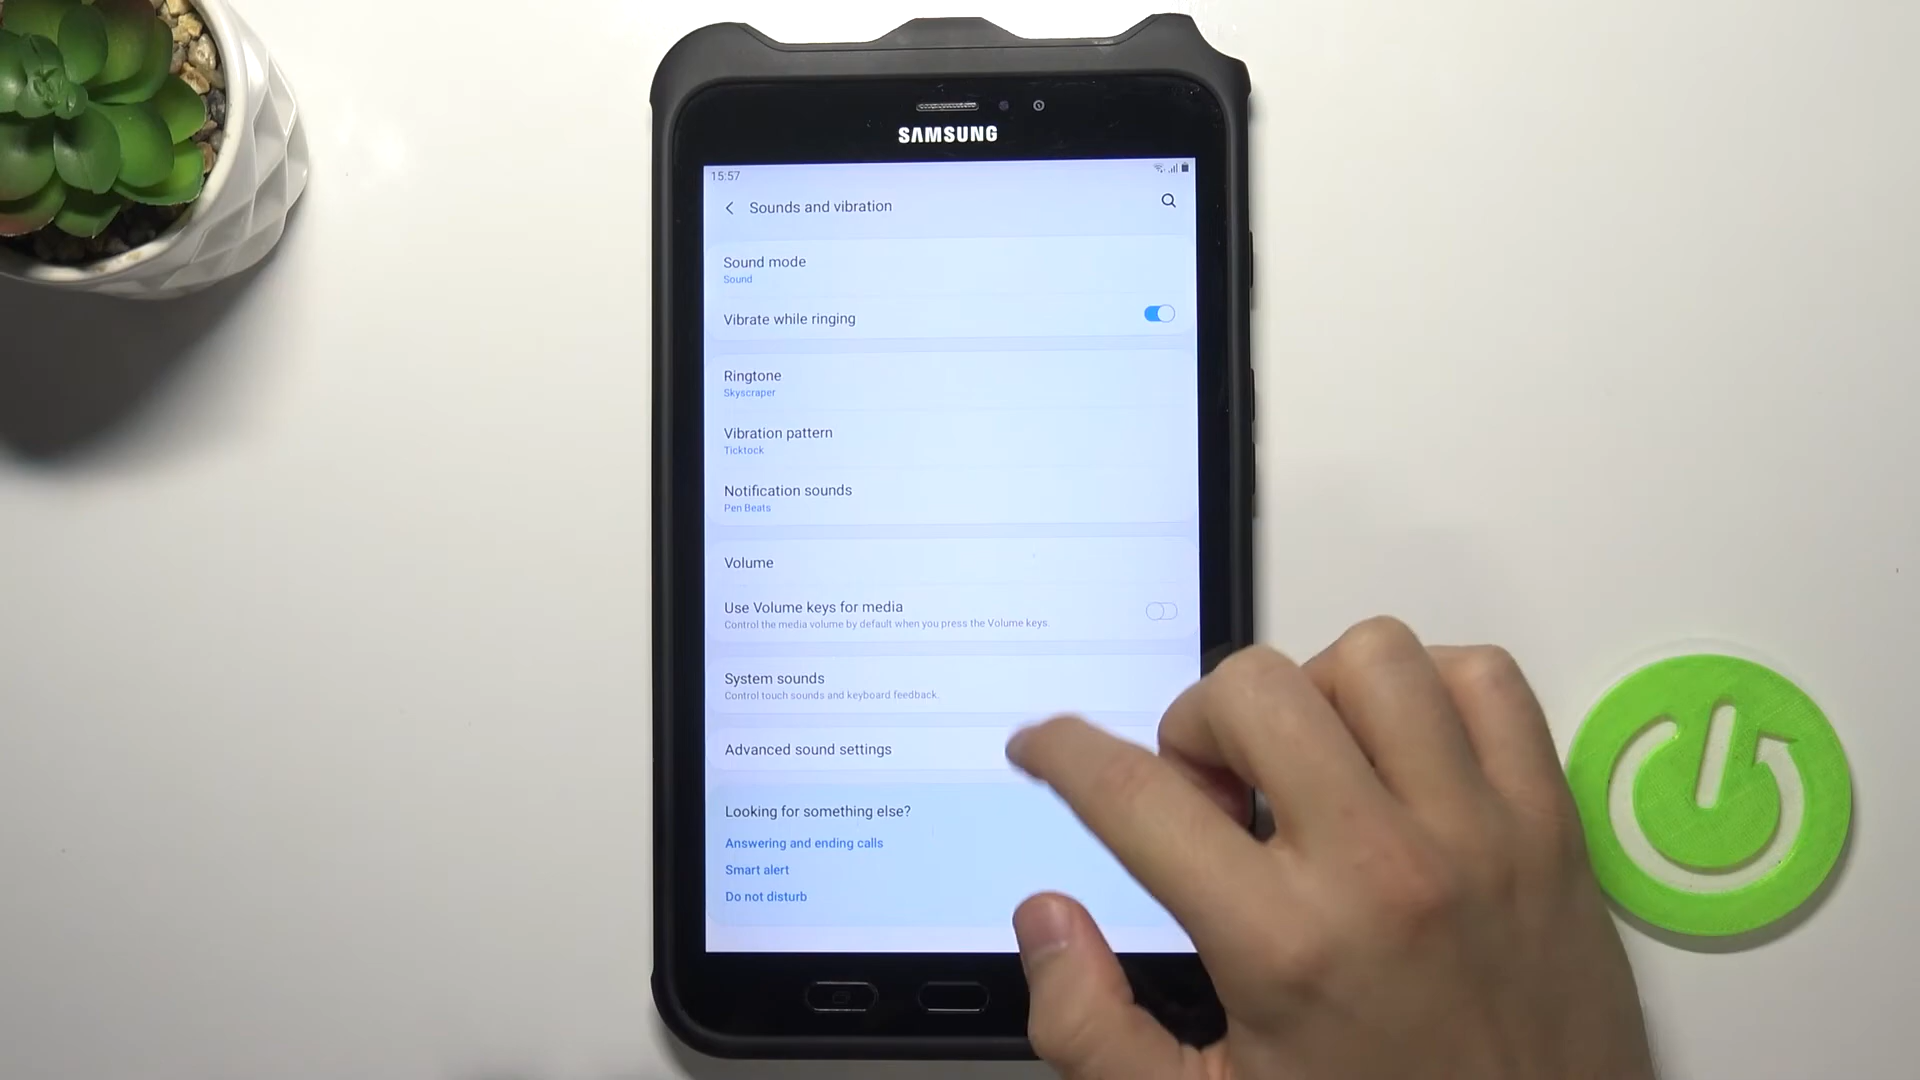 SAMSUNG
15:57
Sounds and vibration
Sound mode
Sound
Vibrate while ringing
Ringtone
Skyscraper
Vibration pattern
Ticktock
Notification sounds
Pen Beats
Volume
Use Volume keys for media
Control the media volume by default when you press the Volume keys.
System sounds
Control touch sounds and keyboard feedback.
Advanced sound settings
Looking for something else?
Answering and ending calls
Smart alert
Do not disturb